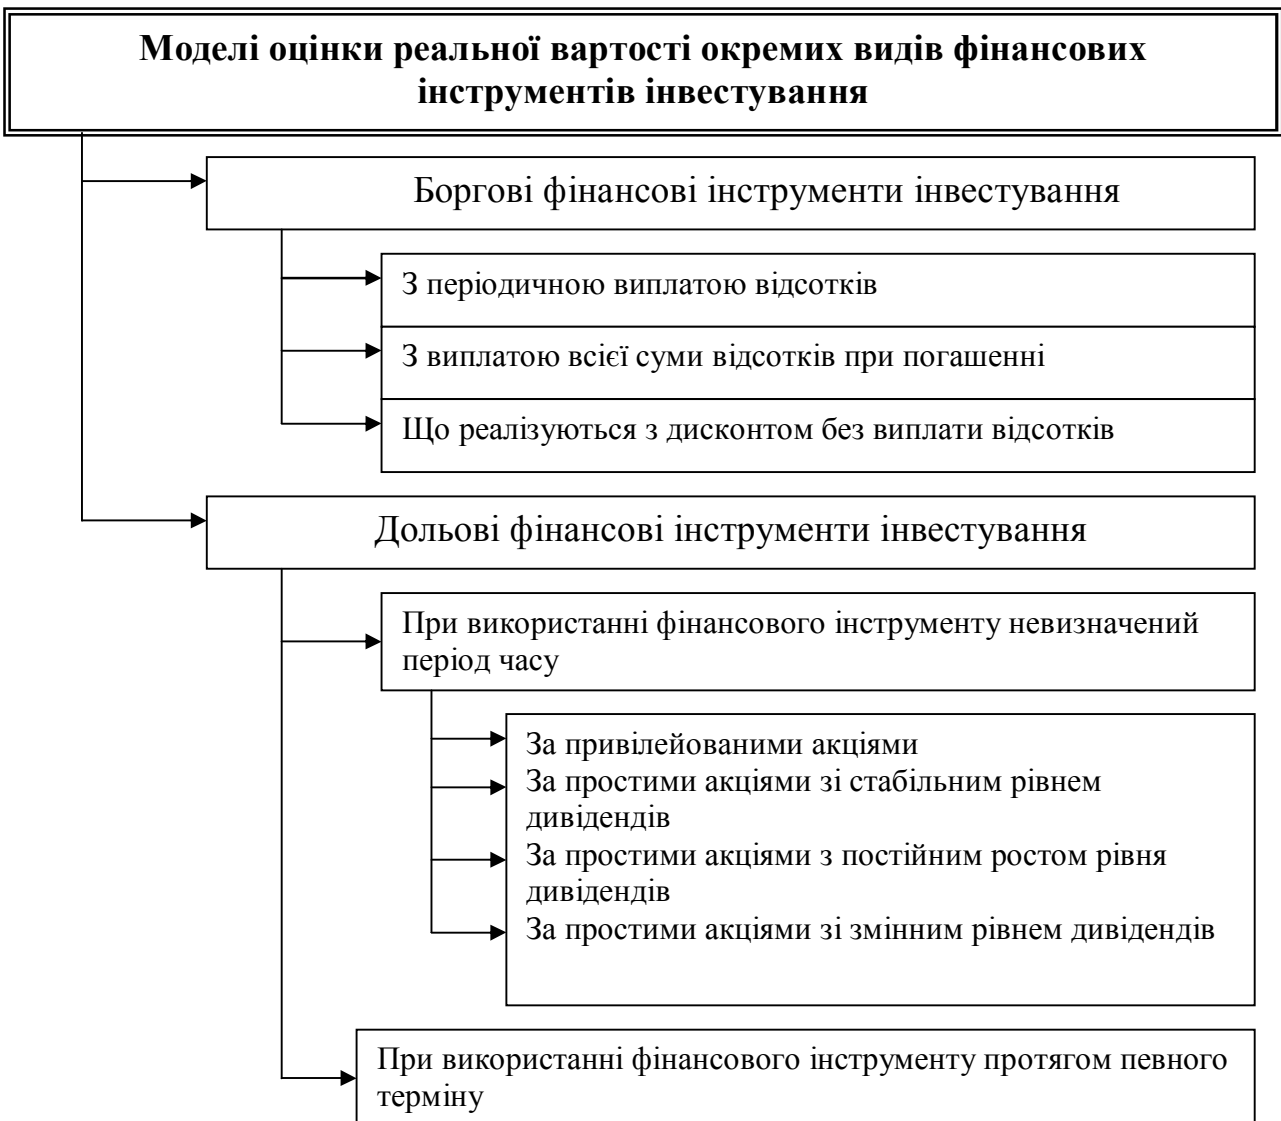 Моделі оцінки реальної вартості окремих видів фінансових
інструментів інвестування
Боргові фінансові інструменти інвестування
З періодичною виплатою відсотків
З виплатою всієї суми відсотків при погашенні
Що реалізуються з дисконтом без виплати відсотків
Дольові фінансові інструменти інвестування
При використанні фінансового інструменту невизначений
період часу
За привілейованими акціями
За простими акціями зі стабільним рівнем
дивідендів
За простими акціями з постійним ростом рівня
дивідендів
За простими акціями зі змінним рівнем дивідендів
При використанні фінансового інструменту протягом певного
терміну